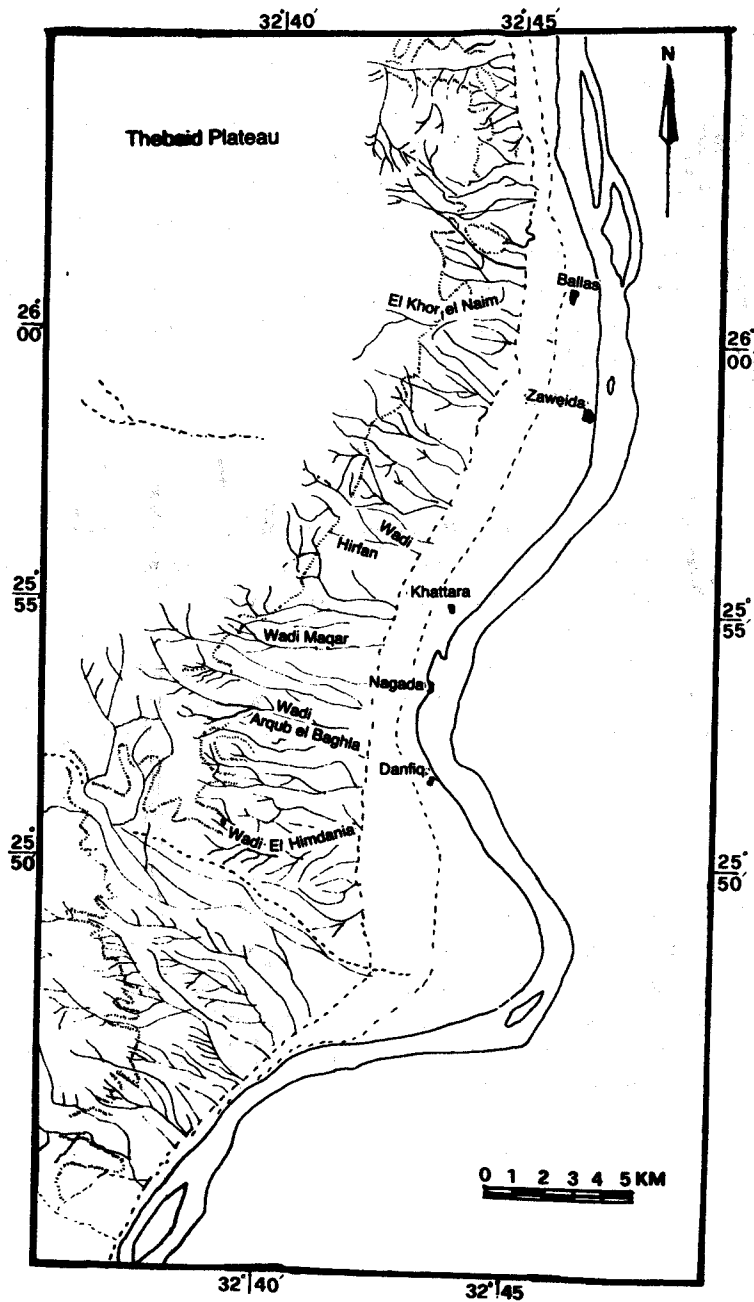 32°40′ 32°45′
N
Thebaid Plateau
Ballas
El Khor el Naim
26°
00
26°
00′
Zaweida
Wadi
Hirfan
25°
55
Khattara
25°
55′
Wadi Maqar
Nagada
Wadi
Arqub el Baghla
Danfiq
25°
50
Wadi El Himdania
25°
50′
0 1 2 3 4 5 KM
32°40′ 32°45